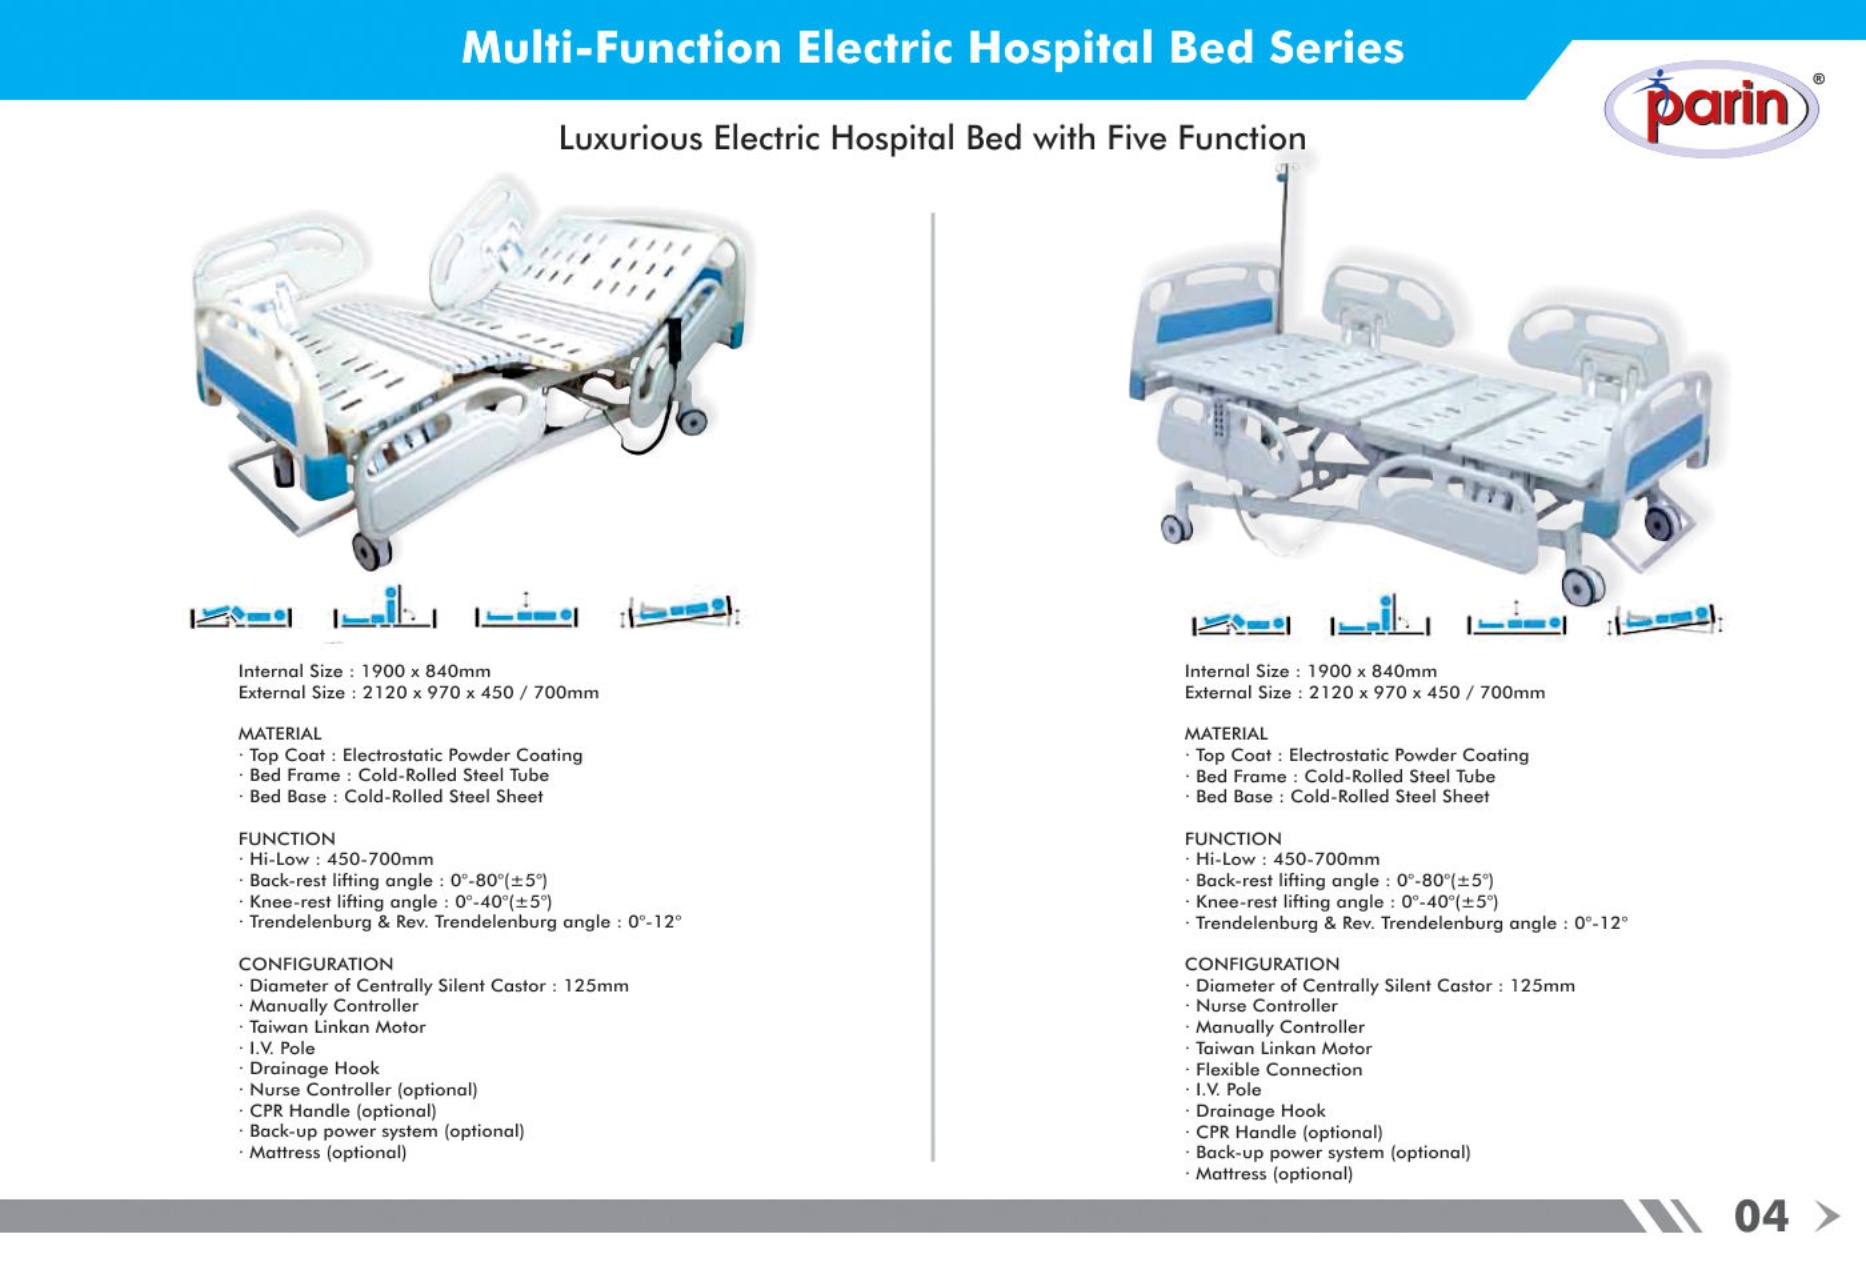 Multi-Function Electric Hospital Bed Series
parin®
Luxurious Electric Hospital Bed with Five Function
Internal Size : 1900 x 840mm
External Size : 2120 x 970 x 450 / 700mm
MATERIAL
· Top Coat : Electrostatic Powder Coating
· Bed Frame : Cold-Rolled Steel Tube
· Bed Base : Cold-Rolled Steel Sheet
FUNCTION
· Hi-Low : 450-700mm
· Back-rest lifting angle : 0°-80°(±5°)
· Knee-rest lifting angle : 0°-40°(±5°)
· Trendelenburg & Rev. Trendelenburg angle : 0°-12°
CONFIGURATION
· Diameter of Centrally Silent Castor : 125mm
· Manually Controller
· Taiwan Linkan Motor
· I.V. Pole
· Drainage Hook
· Nurse Controller (optional)
· CPR Handle (optional)
· Back-up power system (optional)
· Mattress (optional)
Internal Size : 1900 x 840mm
External Size : 2120 x 970 x 450 / 700mm
MATERIAL
· Top Coat : Electrostatic Powder Coating
· Bed Frame : Cold-Rolled Steel Tube
· Bed Base : Cold-Rolled Steel Sheet
FUNCTION
· Hi-Low : 450-700mm
· Back-rest lifting angle : 0°-80°(±5°)
· Knee-rest lifting angle : 0°-40°(±5°)
· Trendelenburg & Rev. Trendelenburg angle : 0°-12°
CONFIGURATION
· Diameter of Centrally Silent Castor : 125mm
· Nurse Controller
· Manually Controller
· Taiwan Linkan Motor
· Flexible Connection
· I.V. Pole
· Drainage Hook
· CPR Handle (optional)
· Back-up power system (optional)
· Mattress (optional)
04